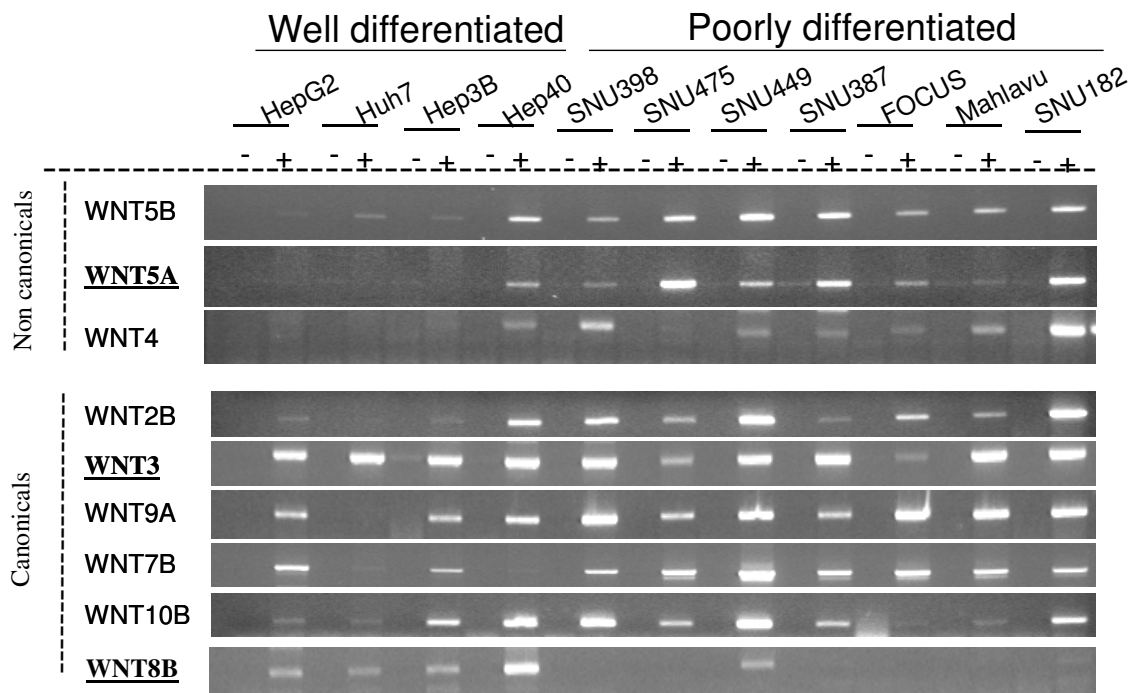 Well differentiated Poorly differentiated
HepG2 Huh7 Hep3B Hep40 SNU398 SNU475 SNU449 SNU387 FOCUS Mahlavu SNU182
- + - + - + - + - + - + - + - + - + - + - +
Non canonicals
WNT5B
WNT5A
WNT4
Canonicals
WNT2B
WNT3
WNT9A
WNT7B
WNT10B
WNT8B